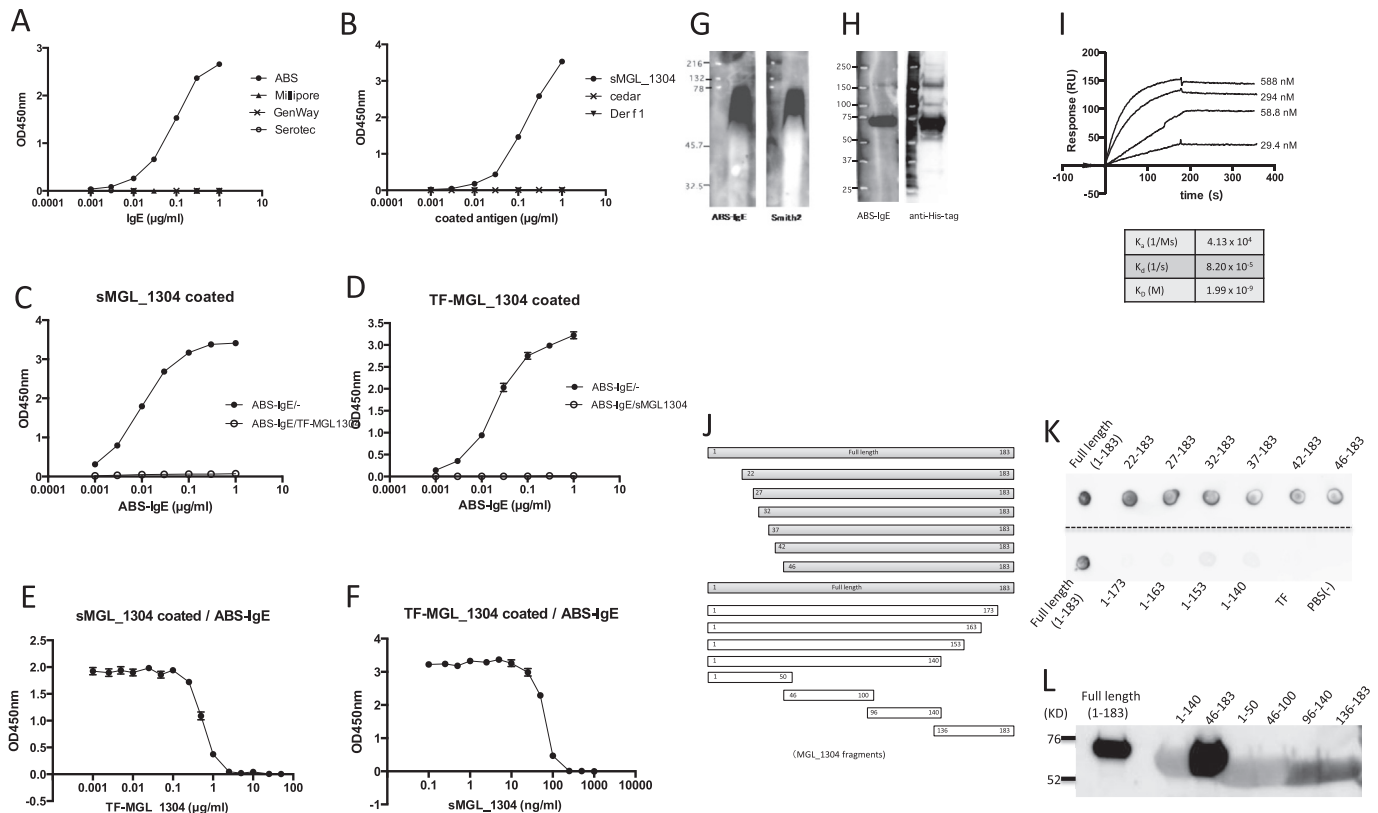 A
OD450nm
3
2
1
0
0.0001 0.001 0.01 0.1 1 10
IgE (μg/ml)
ABS
Millipore
GenWay
Serotec
B
OD450nm
4
3
2
1
0
0.0001 0.001 0.01 0.1 1 10
coated antigen (μg/ml)
sMGL_1304
cedar
Der f 1
G
216
132
78
45.7
32.5
ABS-IgE
Smith2
H
250
150
100
75
50
37
25
ABS-IgE
anti-His-tag
I
Response (RU)
200
150
100
50
0
-50
-100 100 200 300 400
time (s)
588 nM
294 nM
58.8 nM
29.4 nM
Ka (1/Ms) 4.13 x 10⁴
Kd (1/s) 8.20 x 10⁻⁵
KD (M) 1.99 x 10⁻⁹
C
sMGL_1304 coated
OD450nm
4
3
2
1
0
0.0001 0.001 0.01 0.1 1 10
ABS-IgE (μg/ml)
ABS-IgE/-
ABS-IgE/TF-MGL1304
D
TF-MGL_1304 coated
OD450nm
3.5
3.0
2.5
2.0
1.5
1.0
0.5
0.0
0.0001 0.001 0.01 0.1 1 10
ABS-IgE (μg/ml)
ABS-IgE/-
ABS-IgE/sMGL1304
E
sMGL_1304 coated / ABS-IgE
OD450nm
2.5
2.0
1.5
1.0
0.5
0.0
-0.5
0.001 0.01 0.1 1 10 100
TF-MGL_1304 (μg/ml)
F
TF-MGL_1304 coated / ABS-IgE
OD450nm
4
3
2
1
0
-1
0.1 1 10 100 1000 10000
sMGL_1304 (ng/ml)
J
1 Full length 183
22 183
27 183
32 183
37 183
42 183
46 183
1 Full length 183
1 173
1 163
1 153
1 140
1 50
46 100
96 140
136 183
(MGL_1304 fragments)
K
Full length (1-183)
22-183
27-183
32-183
37-183
42-183
46-183
Full length (1-183)
1-173
1-163
1-153
1-140
TF
PBS(-)
L
(KD)
Full length
(1-183)
1-140
46-183
1-50
46-100
96-140
136-183
76
52